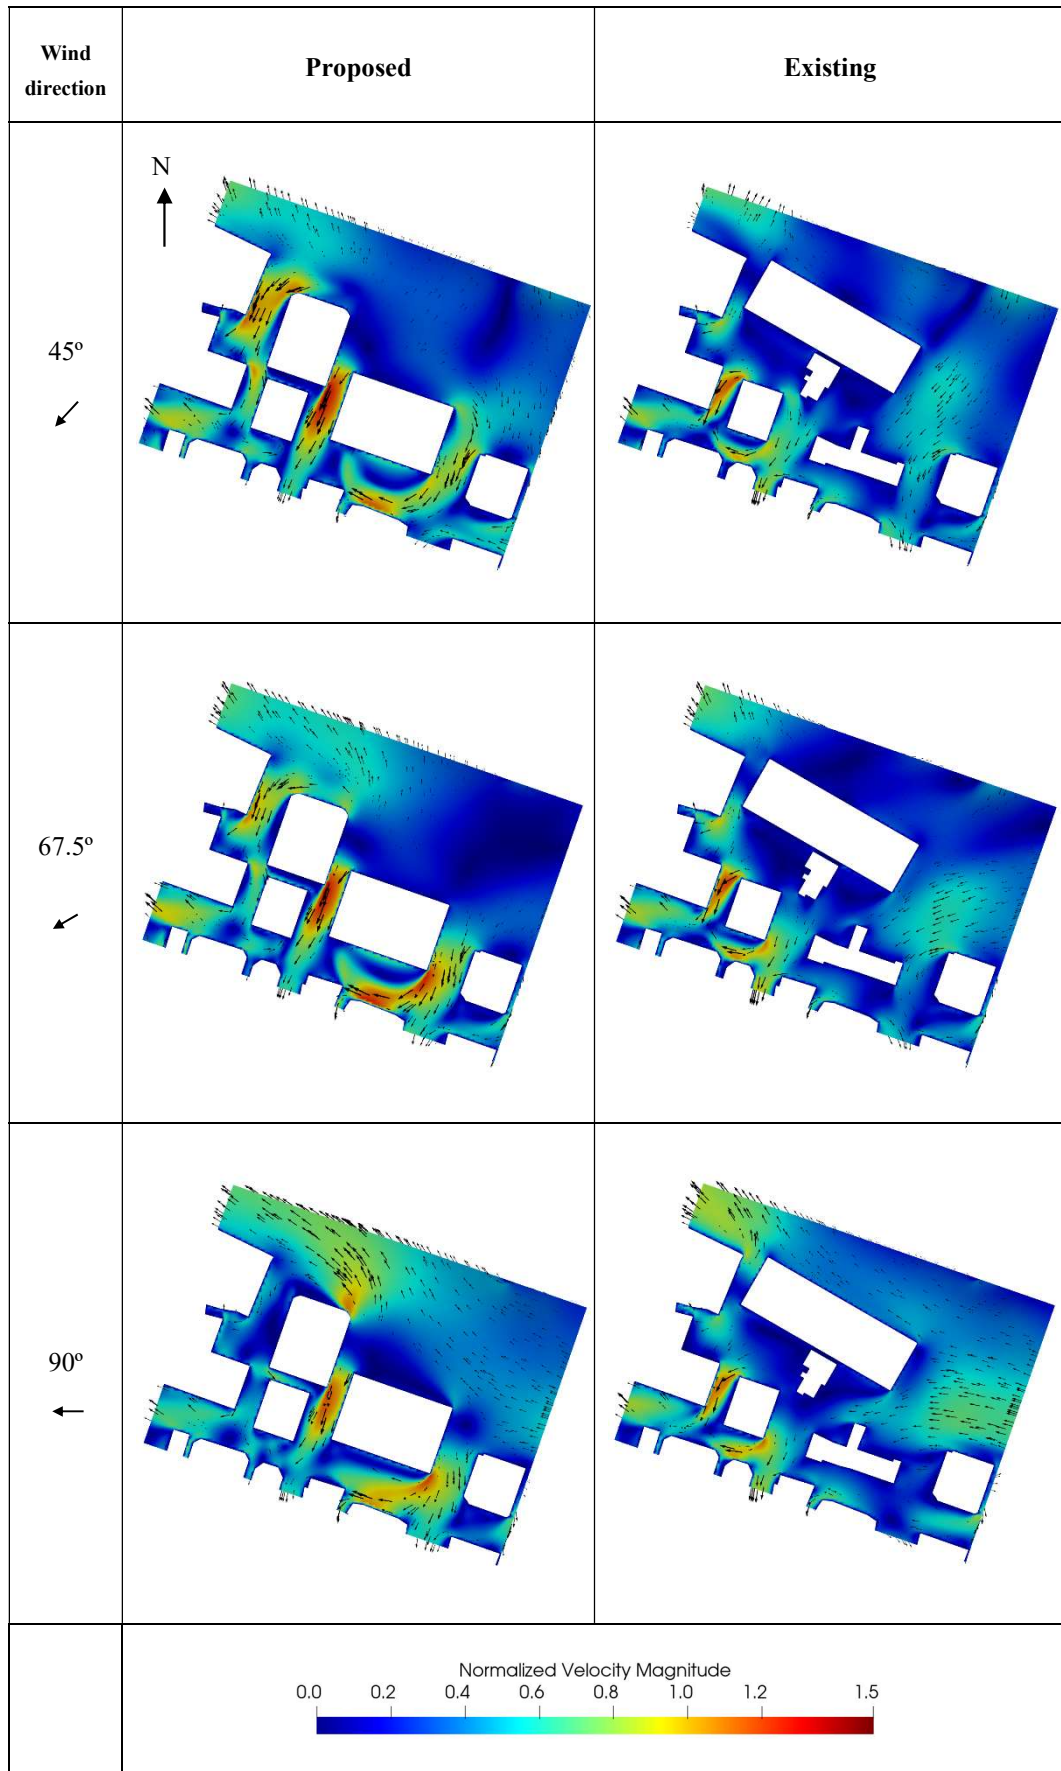 Wind
direction
Proposed
Existing
N
45º
67.5º
90º
Normalized Velocity Magnitude
0.0 0.2 0.4 0.6 0.8 1.0 1.2 1.5